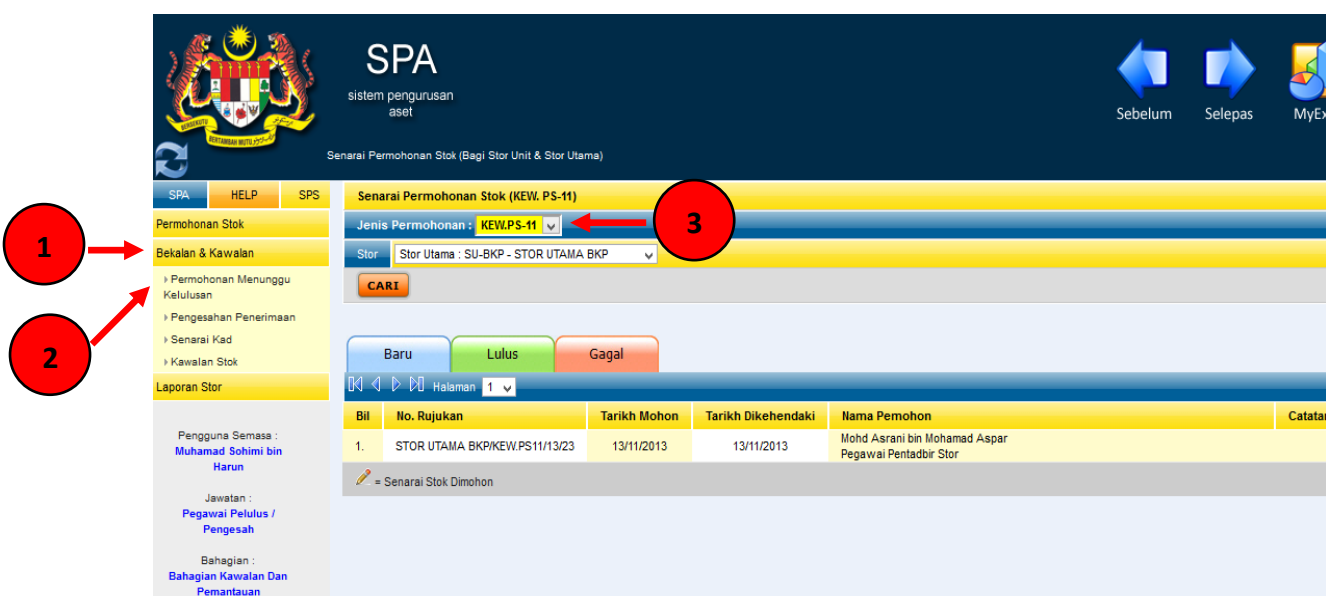 SPA
sistem pengurusan
aset
Sebelum
Selepas
MyEx
BERSEKUTU
BERTAMBAH MUTU
Senarai Permohonan Stok (Bagi Stor Unit & Stor Utama)
SPA HELP SPS
Permohonan Stok
Bekalan & Kawalan
Permohonan Menunggu
Kelulusan
Pengesahan Penerimaan
Senarai Kad
Kawalan Stok
Laporan Stor
Pengguna Semasa :
Muhamad Sohimi bin
Harun
Jawatan :
Pegawai Pelulus /
Pengesah
Bahagian :
Bahagian Kawalan Dan
Pemantauan
1
2
3
Senarai Permohonan Stok (KEW. PS-11)
Jenis Permohonan : KEW.PS-11
Stor Stor Utama : SU-BKP - STOR UTAMA BKP
CARI
Baru Lulus Gagal
Halaman 1
Bil No. Rujukan Tarikh Mohon Tarikh Dikehendaki Nama Pemohon Catatan
1. STOR UTAMA BKP/KEW.PS11/13/23 13/11/2013 13/11/2013 Mohd Asrani bin Mohamad Aspar
Pegawai Pentadbir Stor
= Senarai Stok Dimohon